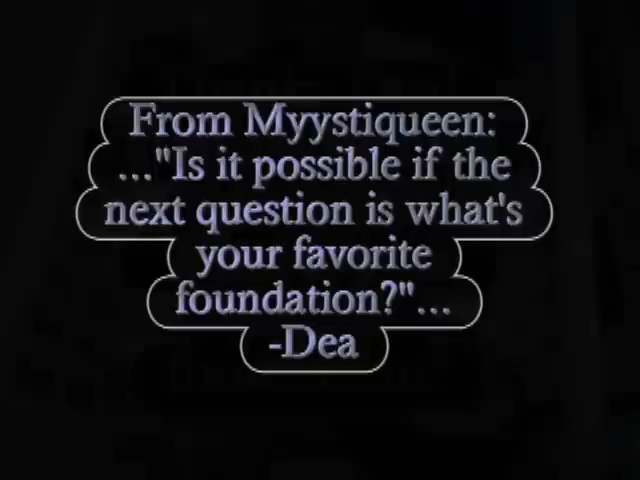 From Myystiqueen:
..."Is it possible if the
next question is what's
your favorite
foundation?"...
-Dea